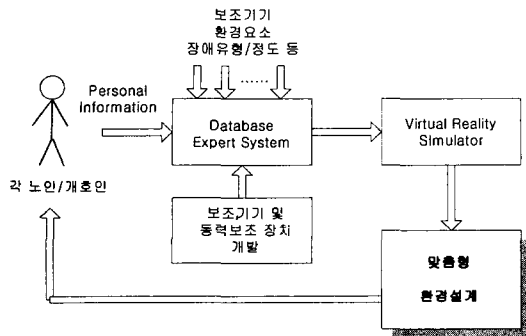 보조기기
환경요소
장애유형/정도 등
Personal
Information
Database
Expert System
Virtual Reality
Simulator
각 노인/개호인
보조기기 및
동력보조 장치
개발
맞춤형
환경설계